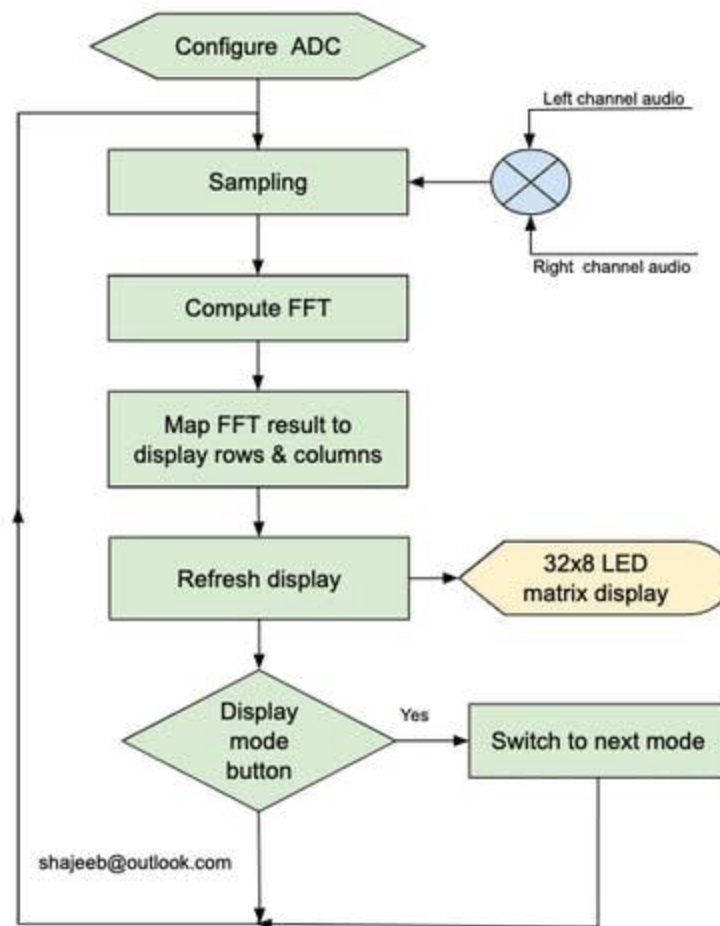 Configure ADC
Left channel audio
Sampling
Right channel audio
Compute FFT
Map FFT result to
display rows & columns
Refresh display
32x8 LED
matrix display
Display
mode
button
Yes
Switch to next mode
shajeeb@outlook.com